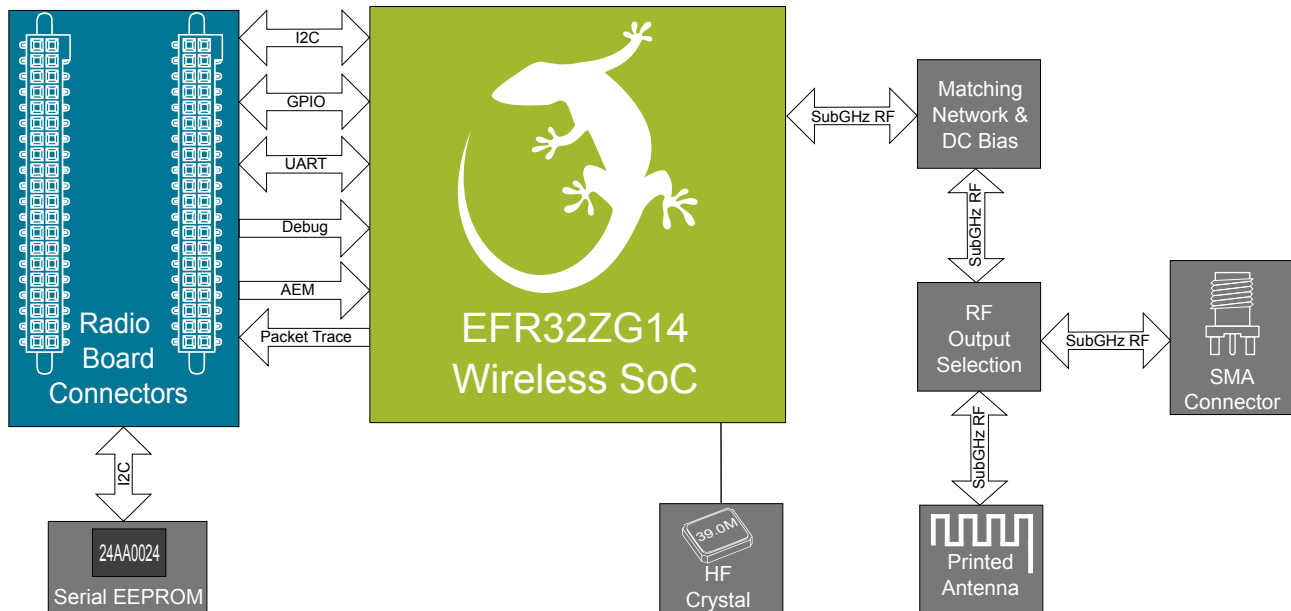 I2C
GPIO
UART
Debug
AEM
Packet Trace
Radio
Board
Connectors
I2C
24AA0024
Serial EEPROM
EFR32ZG14
Wireless SoC
39.0M
HF
Crystal
SubGHz RF
Matching
Network &
DC Bias
SubGHz RF
RF
Output
Selection
SubGHz RF
SMA
Connector
SubGHz RF
Printed
Antenna